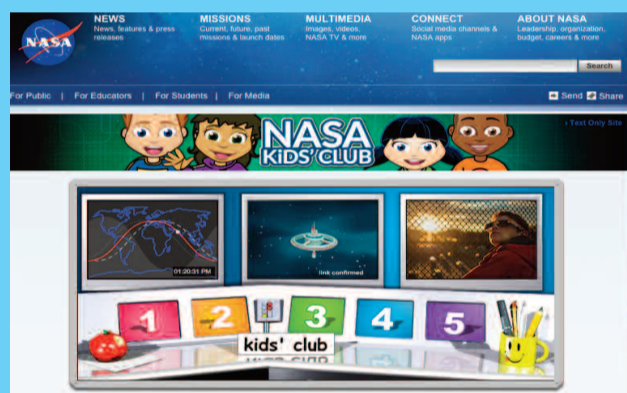 NEWS
News, features & press
releases
MISSIONS
Current, future, past
missions & launch dates
MULTIMEDIA
Images, videos,
NASA TV & more
CONNECT
Social media channels &
NASA apps
ABOUT NASA
Leadership, organization,
budget, careers & more
NASA
Search
For Public | For Educators | For Students | For Media
Send Share
› Text Only Site
NASA
KiDS' CLUB
01:20:31 PM
link confirmed
1 2 3 4 5
kids' club